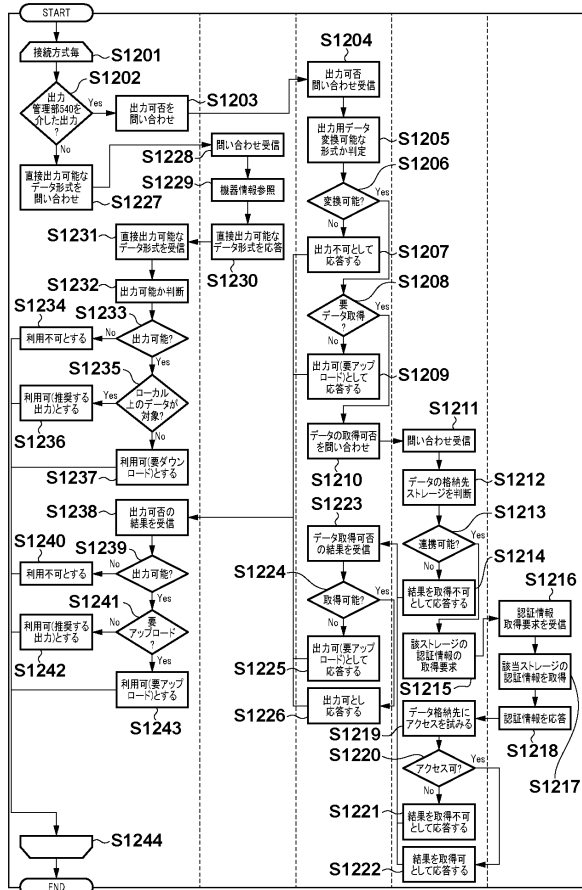 START
接続方式毎
S1201
S1202
出力
管理部540を
介した出力
?
Yes
No
出力可否を
問い合わせ
S1203
S1204
出力可否
問い合わせ受信
出力用データ
変換可能な
形式か判定
S1205
S1206
変換可能?
Yes
No
出力不可として
応答する
S1207
S1208
要
データ取得
?
Yes
No
出力可(要アップ
ロード)として
応答する
S1209
データの取得可否
を問い合わせ
S1210
S1211
問い合わせ受信
S1212
データの格納先
ストレージを判断
S1213
連携可能?
Yes
No
S1214
結果を取得不可
として応答する
該ストレージの
認証情報の
取得要求
S1215
S1216
認証情報
取得要求を受信
該当ストレージの
認証情報を取得
S1217
認証情報を応答
S1218
S1219
データ格納先に
アクセスを試みる
S1220
アクセス可?
Yes
No
S1221
結果を取得不可
として応答する
S1222
結果を取得可
として応答する
S1223
データ取得可否
の結果を受信
S1224
取得可能?
Yes
No
S1225
出力可(要アップ
ロード)として
応答する
S1226
出力可とし
応答する
直接出力可能な
データ形式を
問い合わせ
S1227
S1228
問い合わせ受信
S1229
機器情報参照
直接出力可能な
データ形式を応答
S1230
S1231
直接出力可能な
データ形式を受信
S1232
出力可能か判断
S1233
出力可能?
No
Yes
S1234
利用不可とする
S1235
ローカル
上のデータが
対象?
Yes
No
利用可(推奨する
出力)とする
S1236
利用可(要ダウン
ロード)とする
S1237
S1238
出力可否の
結果を受信
S1239
出力可能?
No
Yes
S1240
利用不可とする
S1241
要
アップロード
?
No
Yes
利用可(推奨する
出力)とする
S1242
利用可(要アップ
ロード)とする
S1243
S1244
END